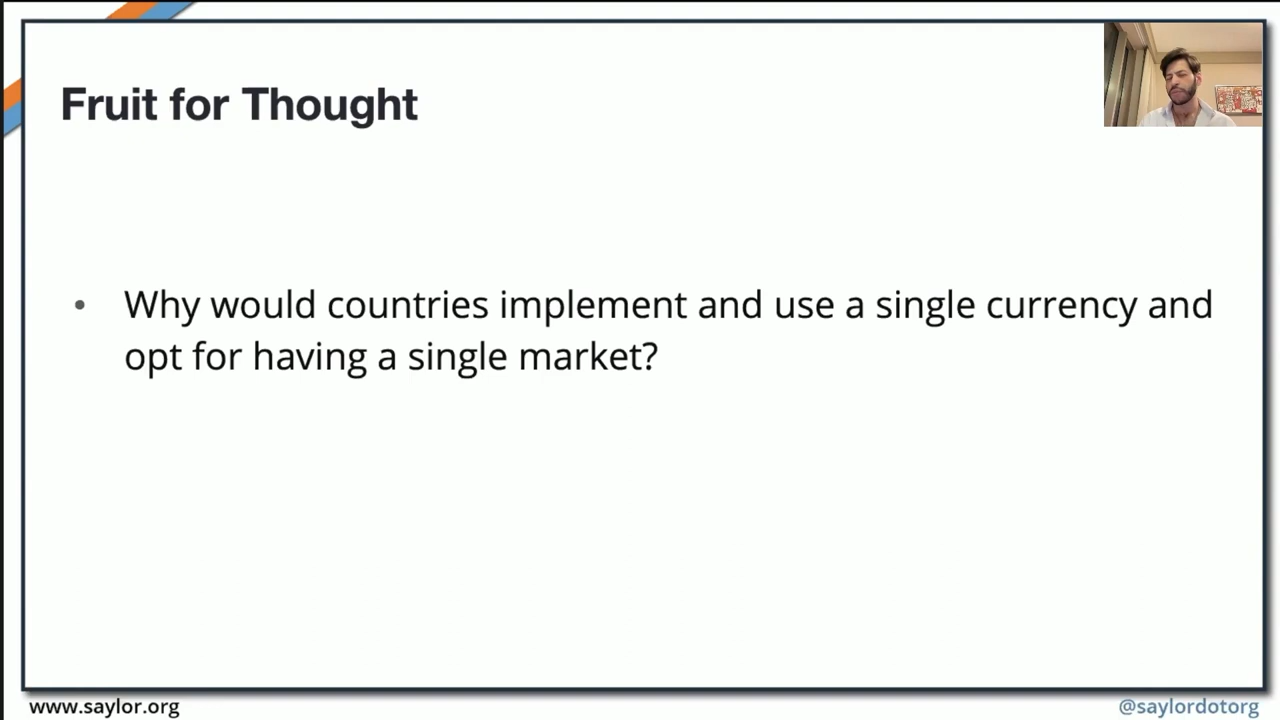 Fruit for Thought
• Why would countries implement and use a single currency and
opt for having a single market?
www.saylor.org
@saylordotorg